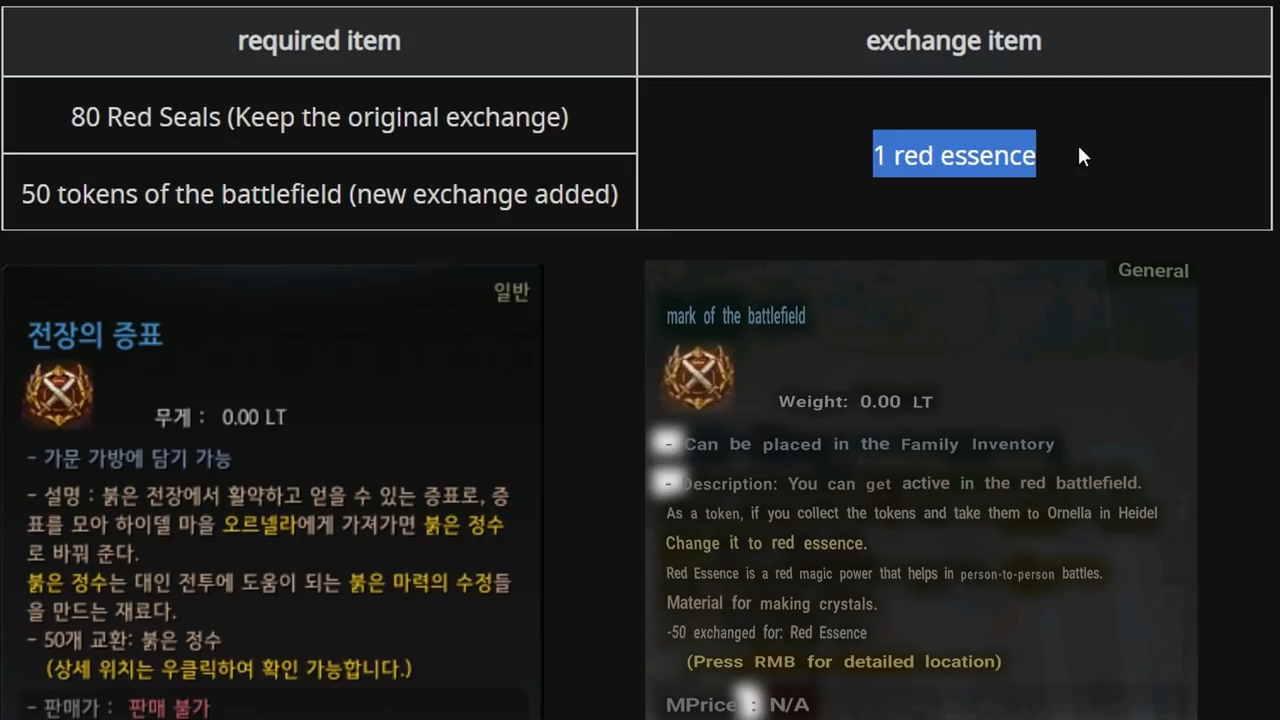 required item
exchange item
80 Red Seals (Keep the original exchange)
1 red essence
50 tokens of the battlefield (new exchange added)
일반
전장의 증표
무게 : 0.00 LT
- 가문 가방에 담기 가능
- 설명 : 붉은 전장에서 활약하고 얻을 수 있는 증표로, 증
표를 모아 하이델 마을 오르넬라에게 가져가면 붉은 정수
로 바꿔 준다.
붉은 정수는 대인 전투에 도움이 되는 붉은 마력의 수정들
을 만드는 재료다.
- 50개 교환: 붉은 정수
(상세 위치는 우클릭하여 확인 가능합니다.)
- 판매가 : 판매 불가
General
mark of the battlefield
Weight: 0.00 LT
- Can be placed in the Family Inventory
- Description: You can get active in the red battlefield.
As a token, if you collect the tokens and take them to Ornella in Heidel
Change it to red essence.
Red Essence is a red magic power that helps in person-to-person battles.
Material for making crystals.
-50 exchanged for: Red Essence
(Press RMB for detailed location)
MPrice : N/A